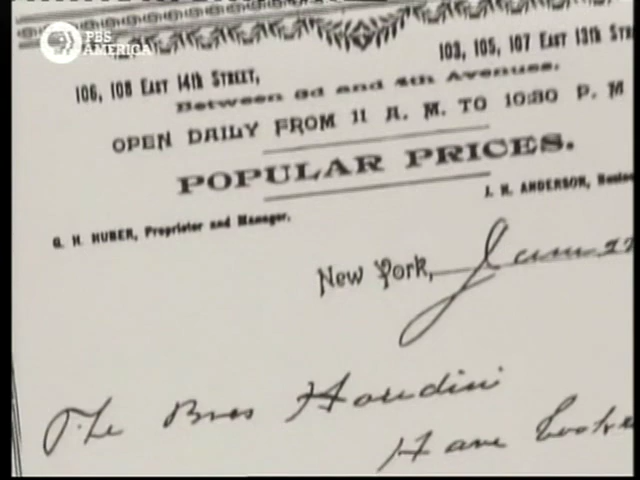 PBS AMERICA
106, 108 EAST 14th STREET,
103, 105, 107 EAST 13th
Between 3d and 4th Avenues.
OPEN DAILY FROM 11 A. M. TO 10:30 P. M
POPULAR PRICES.
G. H. HUBER, Proprietor and Manager.
J. H. ANDERSON,
New York,
The Bros Houdini
Have